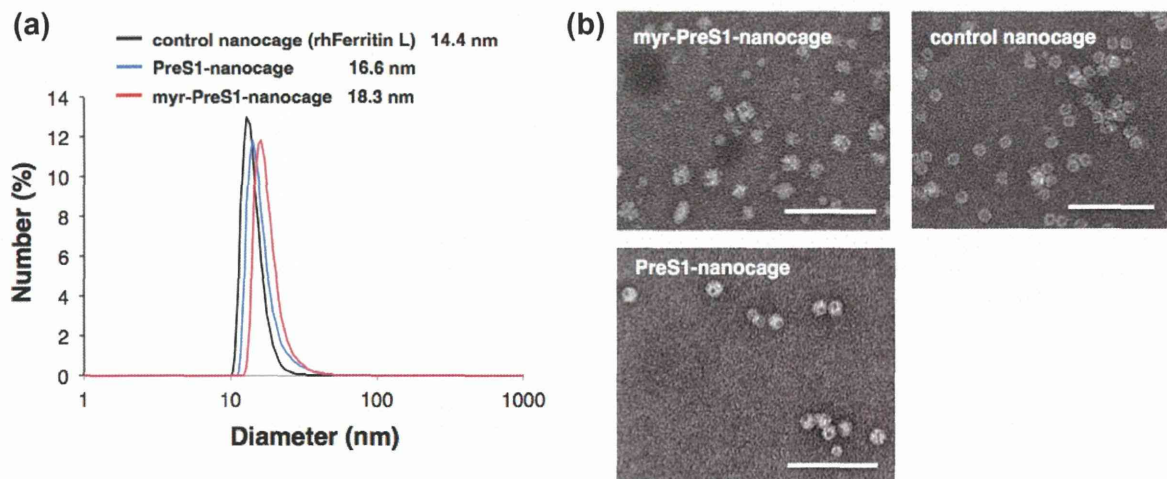 (a)
control nanocage (rhFerritin L) 14.4 nm
PreS1-nanocage 16.6 nm
myr-PreS1-nanocage 18.3 nm
14
12
10
8
6
4
2
0
Number (%)
1 10 100 1000
Diameter (nm)
(b)
myr-PreS1-nanocage
control nanocage
PreS1-nanocage